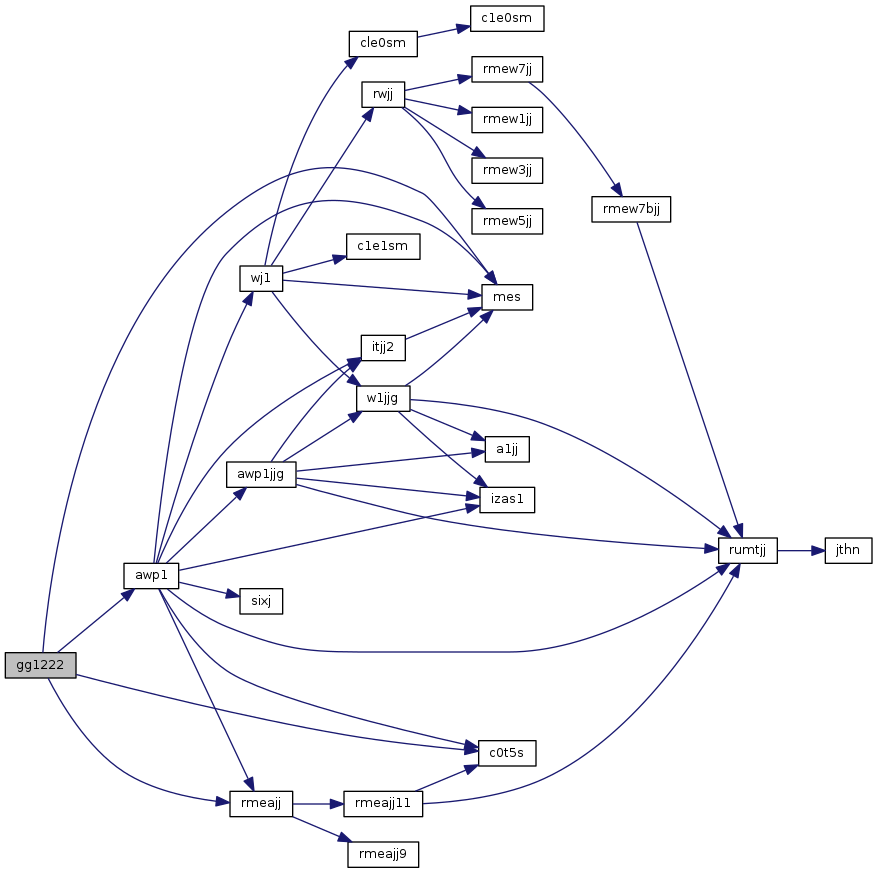 c1e0sm
cle0sm
rmew7jj
rwjj
rmew1jj
rmew3jj
rmew7bjj
rmew5jj
c1e1sm
wj1
mes
itjj2
w1jjg
a1jj
awp1jjg
izas1
rumtjj
jthn
awp1
sixj
gg1222
c0t5s
rmeajj
rmeajj11
rmeajj9